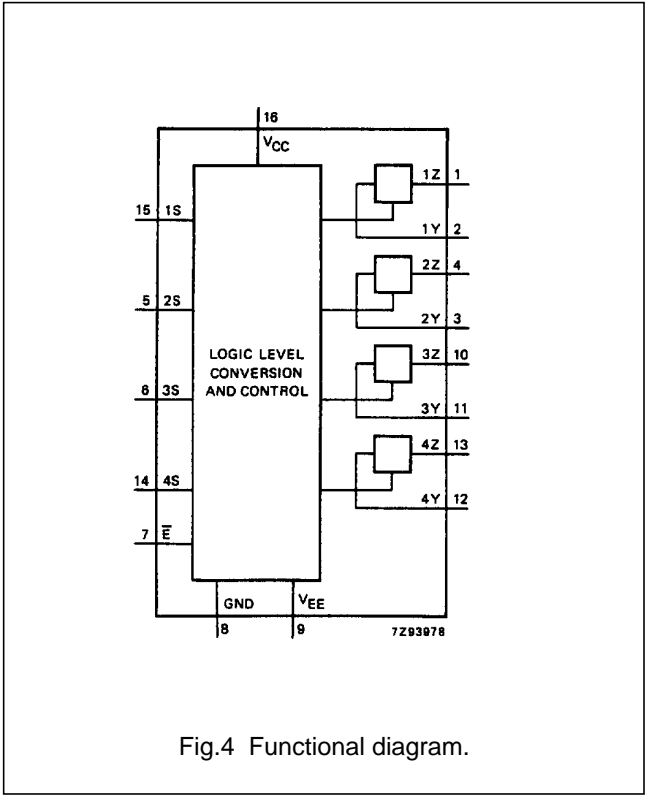 16
VCC
1Z 1
15 1S
1Y 2
2Z 4
5 2S
2Y 3
LOGIC LEVEL
CONVERSION
AND CONTROL
3Z 10
6 3S
3Y 11
4Z 13
14 4S
4Y 12
7 E̅
GND
VEE
8
9
7Z93978
Fig.4 Functional diagram.